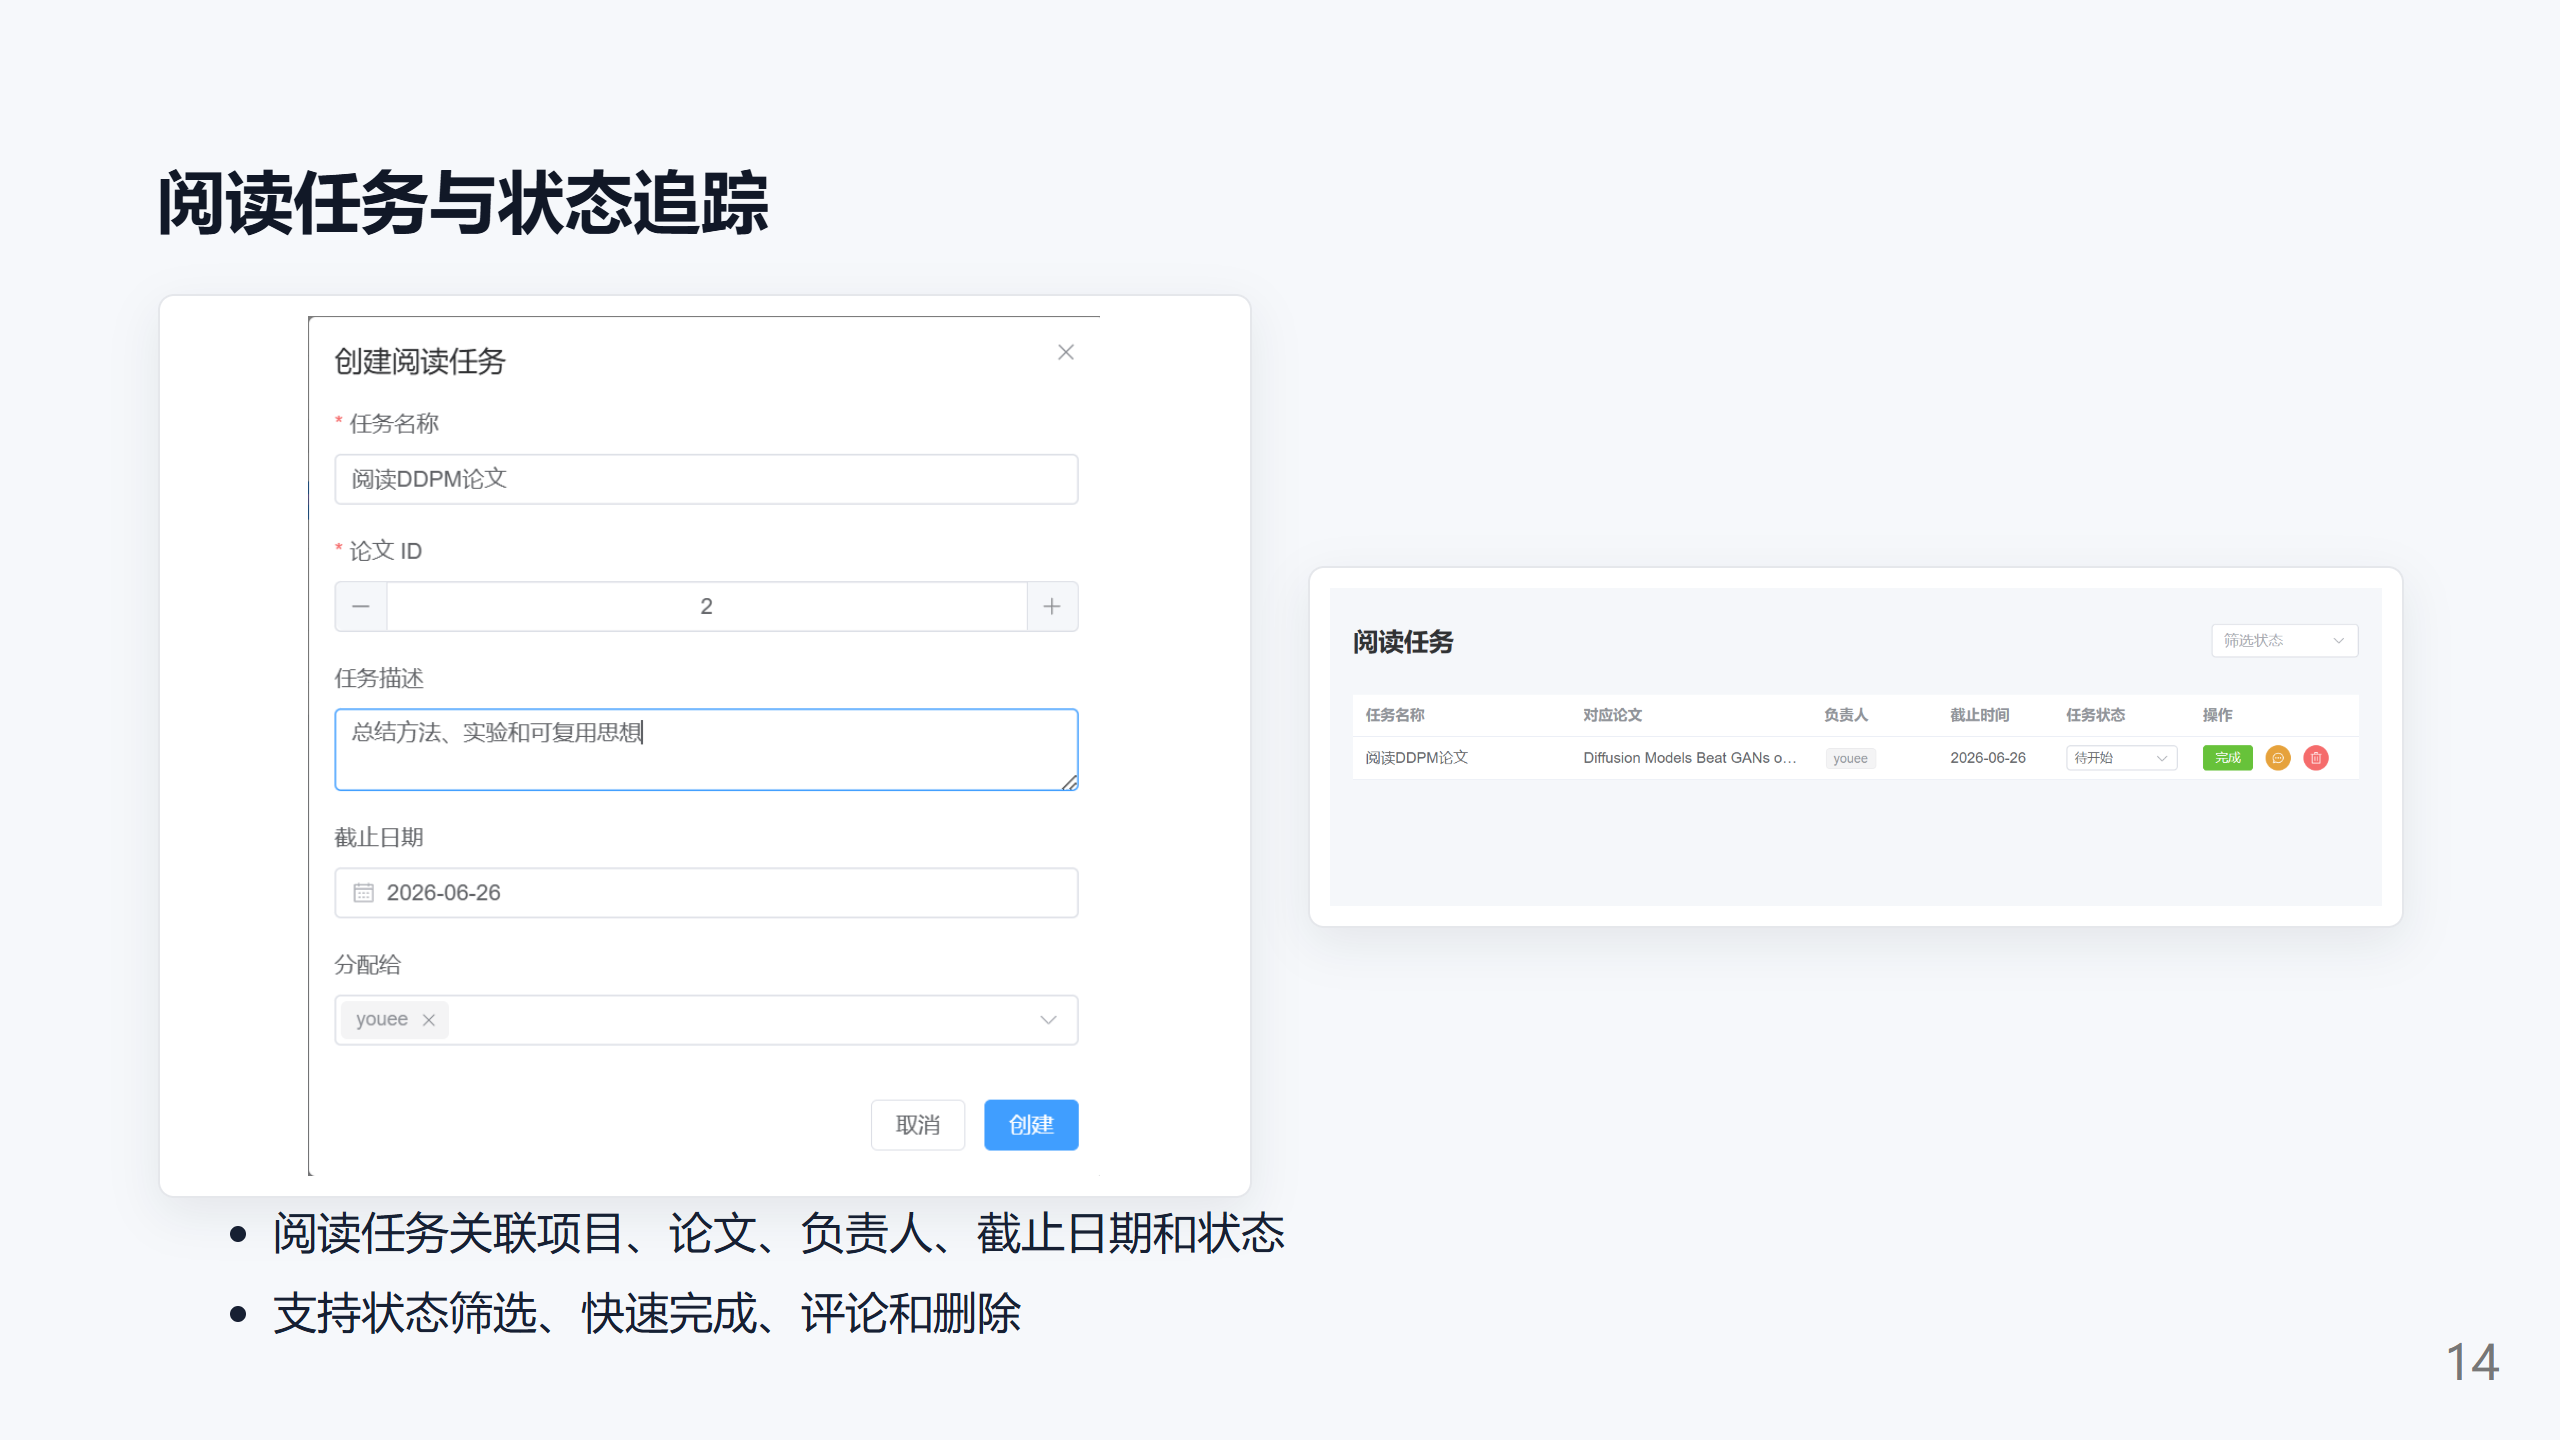 阅读任务与状态追踪
创建阅读任务
* 任务名称
阅读DDPM论文
* 论文 ID
2
任务描述
总结方法、实验和可复用思想
截止日期
2026-06-26
分配给
youee
取消 创建
阅读任务
筛选状态
任务名称 对应论文 负责人 截止时间 任务状态 操作
阅读DDPM论文 Diffusion Models Beat GANs o... youee 2026-06-26 待开始 完成
• 阅读任务关联项目、论文、负责人、截止日期和状态
• 支持状态筛选、快速完成、评论和删除
14